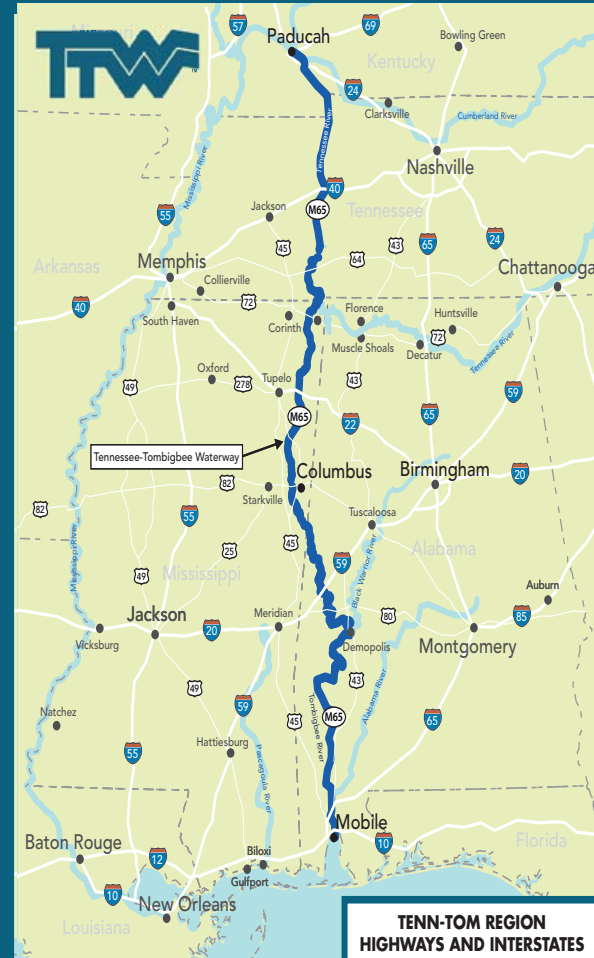 Missouri
57
69
Paducah
Bowling Green
TTW
TM
Kentucky
24
Clarksville
Cumberland River
Tennessee River
Nashville
Mississippi River
40
Jackson
M65
55
Tennessee
45
43
65
24
64
Arkansas
Memphis
Chattanooga
Collierville
40
72
South Haven
Corinth
Florence
Huntsville
Muscle Shoals
72
Decatur
Tennessee River
Oxford
278
Tupelo
43
49
59
M65
65
22
Tennessee-Tombigbee Waterway
Columbus
Birmingham
20
82
Starkville
82
55
Tuscaloosa
Mississippi River
45
25
Alabama
59
Black Warrior River
49
Mississippi
Auburn
Jackson
Meridian
80
85
20
Vicksburg
Demopolis
Montgomery
49
43
Alabama River
59
Tombigbee River
M65
65
45
Natchez
Hattiesburg
55
Pascagoula River
Mobile
Baton Rouge
10
Florida
12
Biloxi
Gulfport
10
New Orleans
Louisiana
TENN-TOM REGION
HIGHWAYS AND INTERSTATES